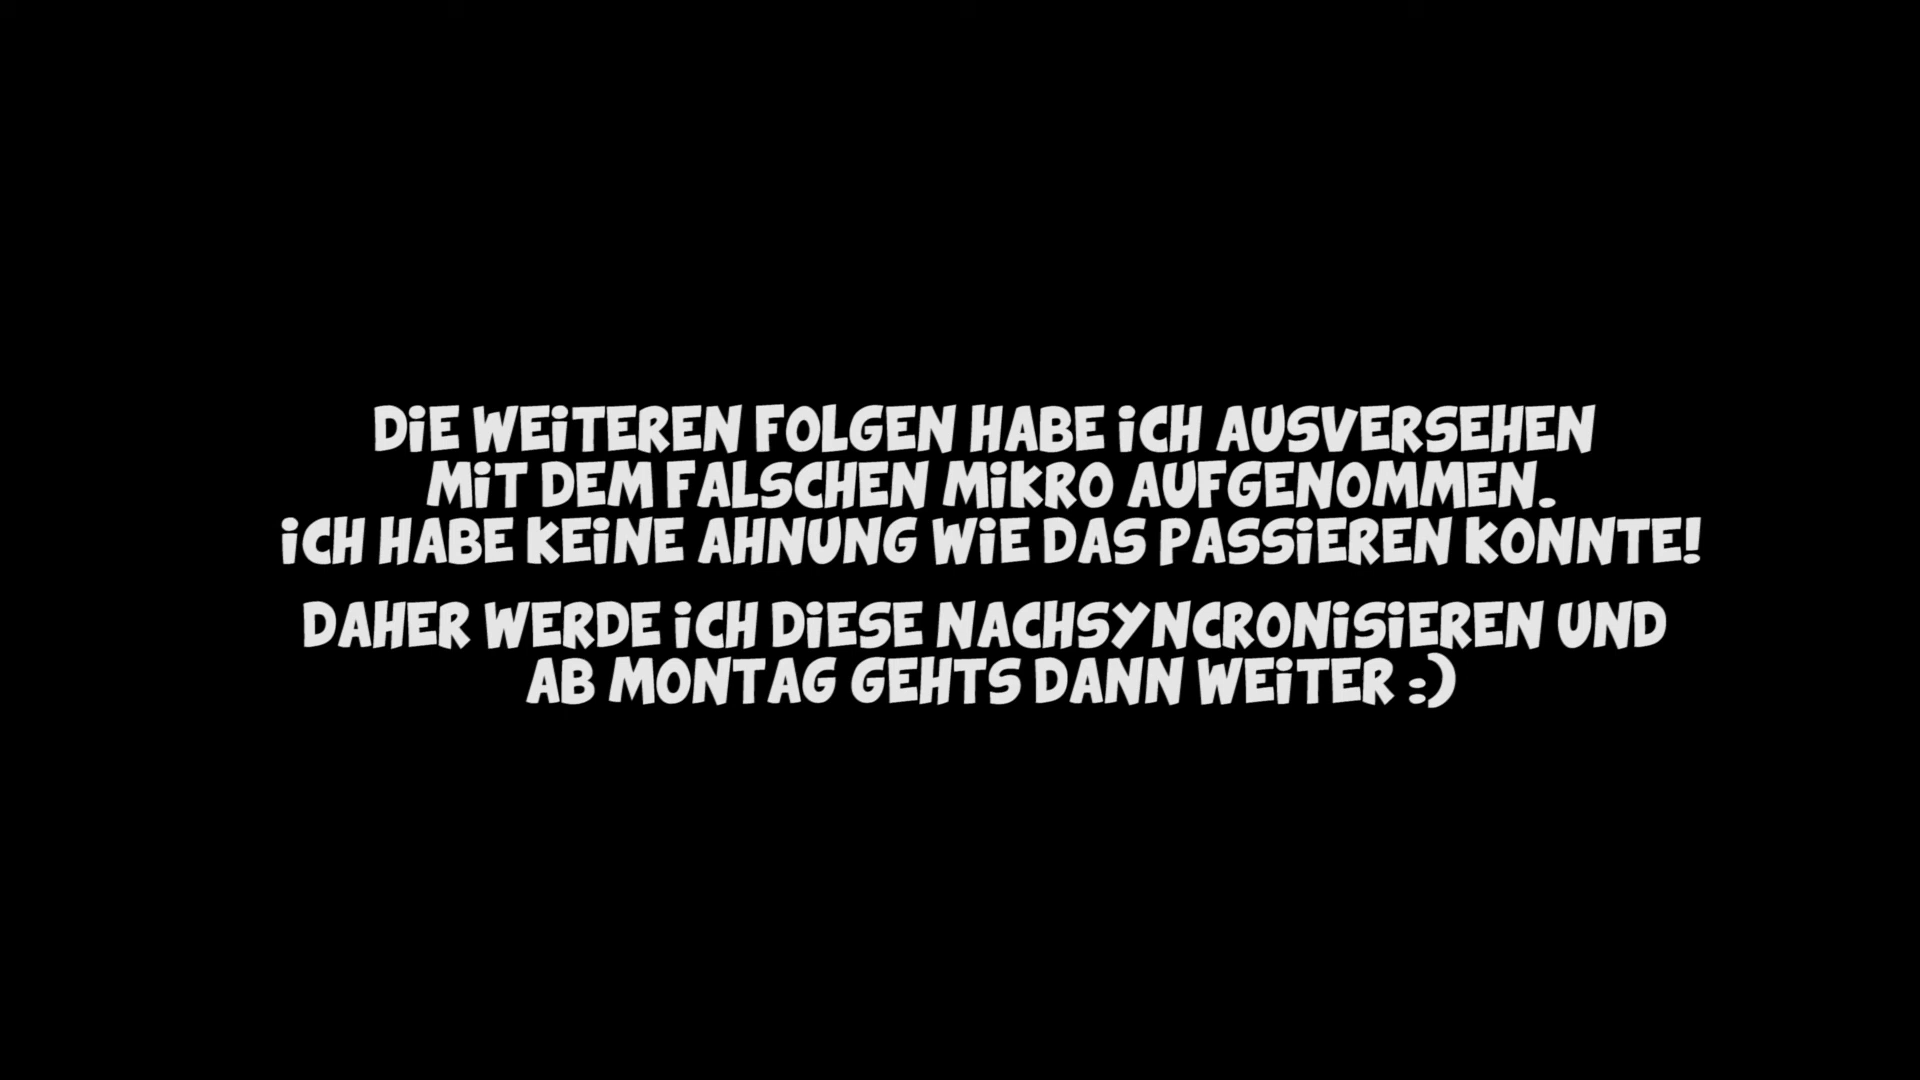 DiE WEiTEREN FOLGEN HABE iCH AUSVERSEHEN
MiT DEM FALSCHEN MiKRO AUFGENOMMEN.
iCH HABE KEiNE AHNUNG WiE DAS PASSiEREN KONNTE!
DAHER WERDE iCH DiESE NACHSYNCRONiSiEREN UND
AB MONTAG GEHTS DANN WEiTER :)